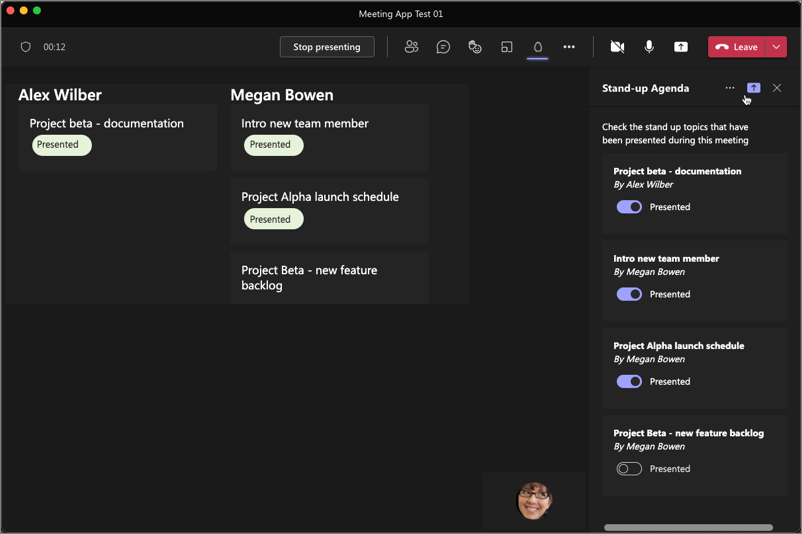 Meeting App Test 01
00:12
Stop presenting
Leave
Alex Wilber
Project beta - documentation
Presented
Megan Bowen
Intro new team member
Presented
Project Alpha launch schedule
Presented
Project Beta - new feature
backlog
Stand-up Agenda
Check the stand up topics that have
been presented during this meeting
Project beta - documentation
By Alex Wilber
Presented
Intro new team member
By Megan Bowen
Presented
Project Alpha launch schedule
By Megan Bowen
Presented
Project Beta - new feature backlog
By Megan Bowen
Presented